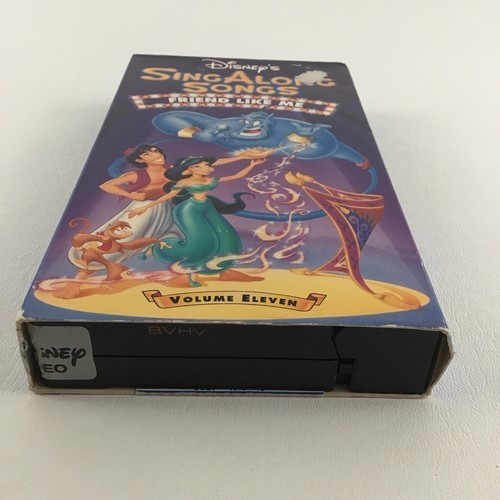 Disney's
SING ALONG
SONGS
FRIEND LIKE ME
VOLUME ELEVEN
BVHV